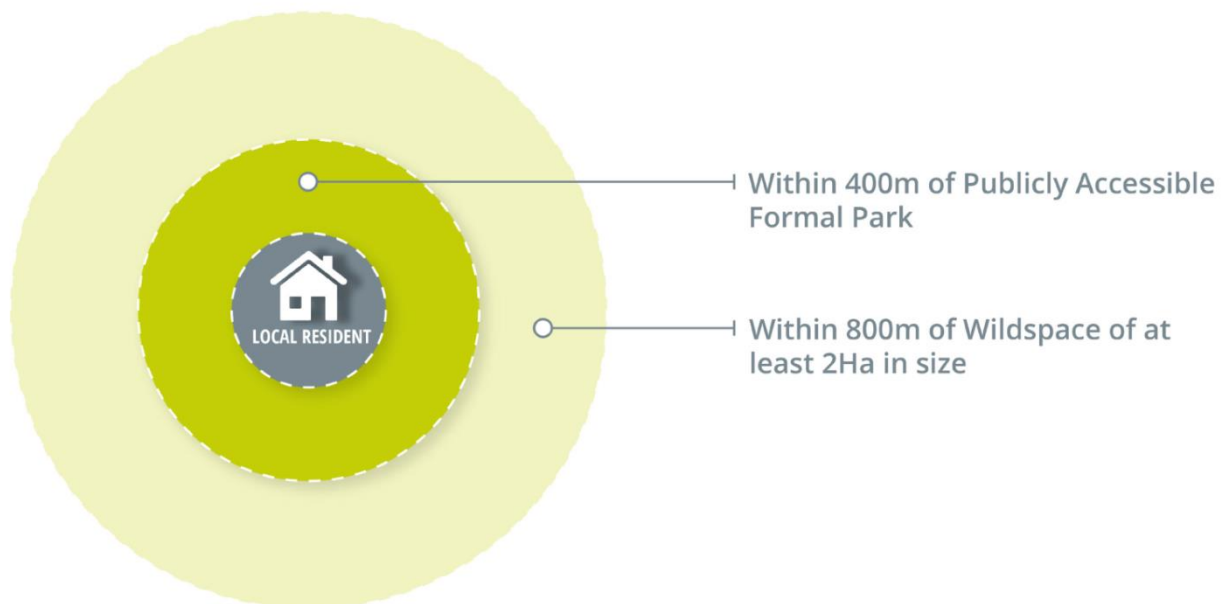 Within 400m of Publicly Accessible
Formal Park
LOCAL RESIDENT
Within 800m of Wildspace of at
least 2Ha in size